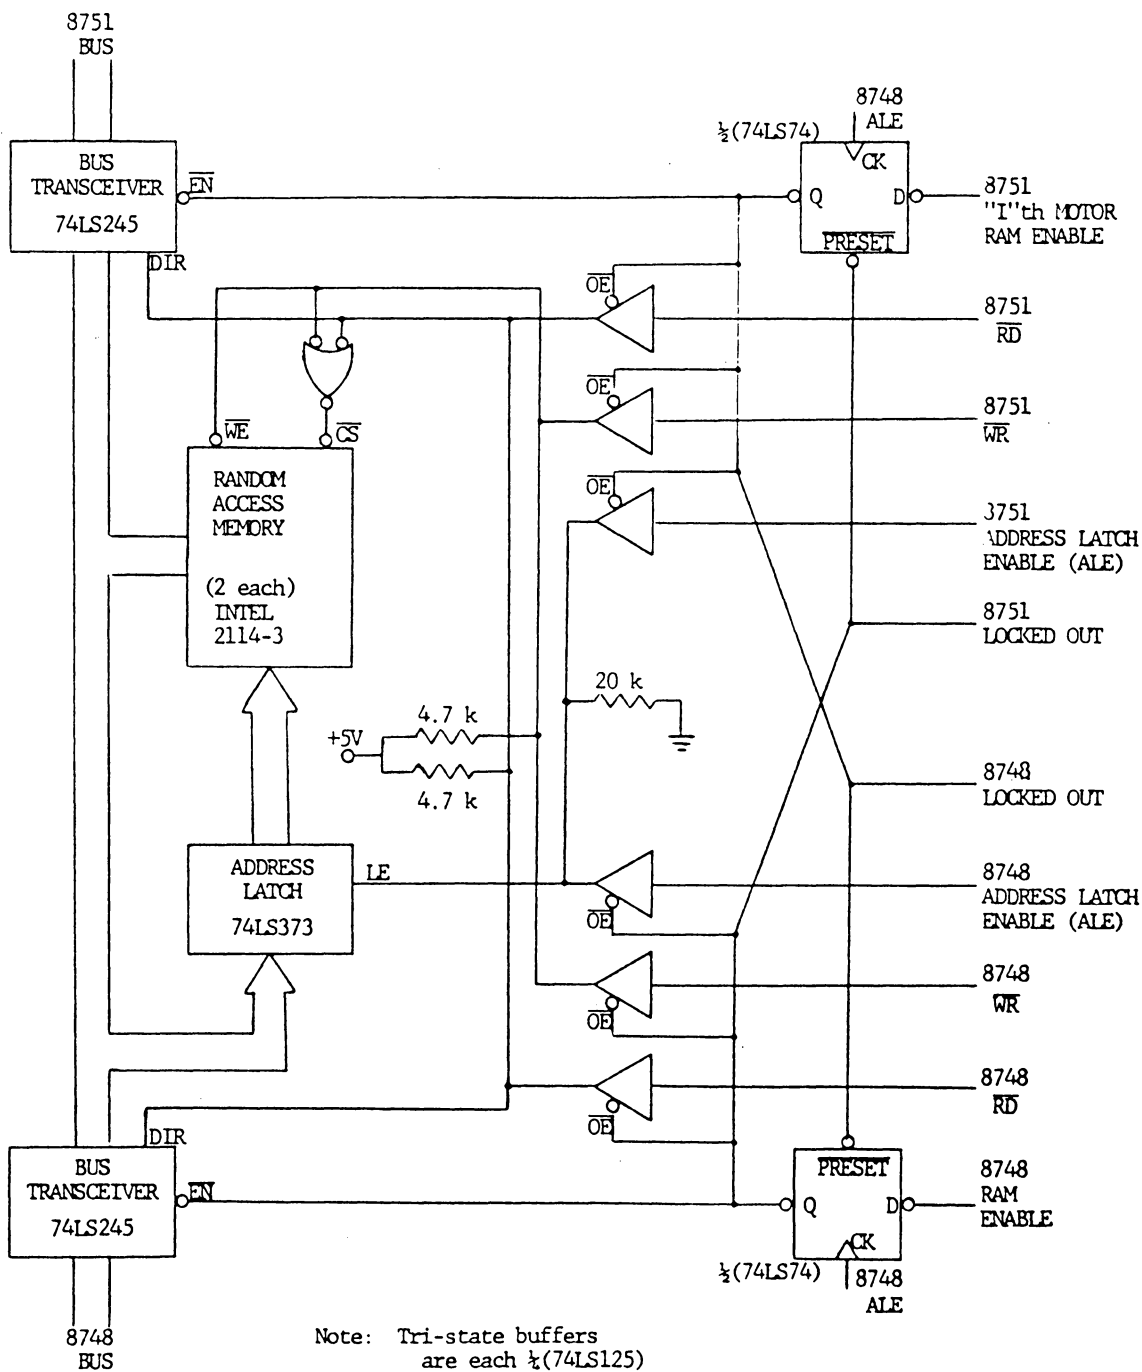 8751
BUS
BUS
TRANSCEIVER
74LS245
EN
DIR
½(74LS74)
8748
ALE
CK
Q
D
PRESET
8751
"I"th MOTOR
RAM ENABLE
OE
8751
RD
OE
8751
WR
OE
ADDRESS LATCH
ENABLE (ALE)
8751
LOCKED OUT
WE
CS
RANDOM
ACCESS
MEMORY
(2 each)
INTEL
2114-3
20 k
+5V
4.7 k
4.7 k
8748
LOCKED OUT
ADDRESS
LATCH
74LS373
LE
8748
ADDRESS LATCH
ENABLE (ALE)
OE
8748
WR
OE
8748
RD
OE
DIR
BUS
TRANSCEIVER
74LS245
EN
PRESET
Q
D
CK
8748
RAM
ENABLE
½(74LS74)
8748
ALE
8748
BUS
Note: Tri-state buffers
are each ¼(74LS125)